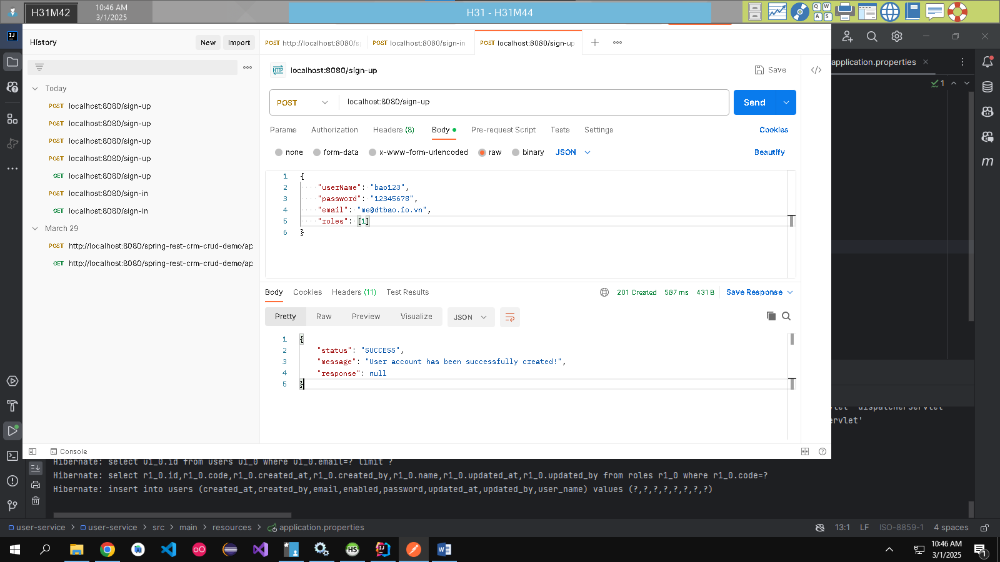 H31M42
10:46 AM
3/1/2025
H31 - H31M44
History
New
Import
POST http://localhost:8080/s
POST localhost:8080/sign-in
POST localhost:8080/sign-up
application.properties
localhost:8080/sign-up
Save
Today
POST localhost:8080/sign-up
POST localhost:8080/sign-up
POST localhost:8080/sign-up
POST localhost:8080/sign-up
GET localhost:8080/sign-up
POST localhost:8080/sign-in
GET localhost:8080/sign-in
March 29
POST http://localhost:8080/spring-rest-crm-crud-demo/ap
GET http://localhost:8080/spring-rest-crm-crud-demo/ap
POST localhost:8080/sign-up Send
Params Authorization Headers (8) Body Pre-request Script Tests Settings Cookies
none form-data x-www-form-urlencoded raw binary JSON Beautify
1 {
2 "userName": "bao123",
3 "password": "12345678",
4 "email": "me@dtbao.io.vn",
5 "roles": [1]
6 }
1
Body Cookies Headers (11) Test Results 201 Created 587 ms 431 B Save Response
Pretty Raw Preview Visualize JSON
1 {
2 "status": "SUCCESS",
3 "message": "User account has been successfully created!",
4 "response": null
5 }
Console
vlet 'dispatcherServlet'
ervlet'
Hibernate: select u1_0.id from users u1_0 where u1_0.email=? limit ?
Hibernate: select r1_0.id,r1_0.code,r1_0.created_at,r1_0.created_by,r1_0.name,r1_0.updated_at,r1_0.updated_by from roles r1_0 where r1_0.code=?
Hibernate: insert into users (created_at,created_by,email,enabled,password,updated_at,updated_by,user_name) values (?,?,?,?,?,?,?,?)
user-service > user-service > src > main > resources > application.properties
13:1 LF ISO-8859-1 4 spaces
10:46 AM
3/1/2025
1